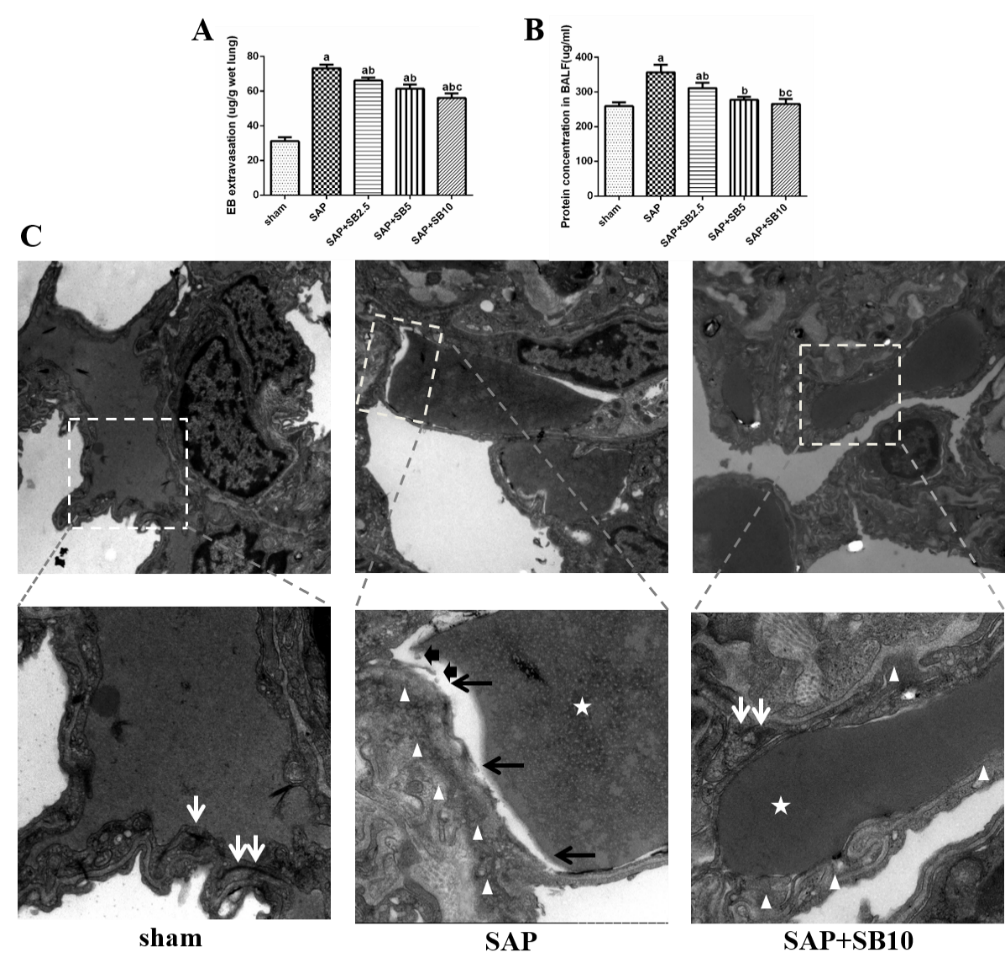 A
EB extravasation (ug/g wet lung)
80
60
40
20
0
a
ab
ab
abc
sham
SAP
SAP+SB2.5
SAP+SB5
SAP+SB10
B
Protein concentration in BALF(ug/ml)
400
300
200
100
0
a
ab
b
bc
sham
SAP
SAP+SB2.5
SAP+SB5
SAP+SB10
C
sham
SAP
SAP+SB10